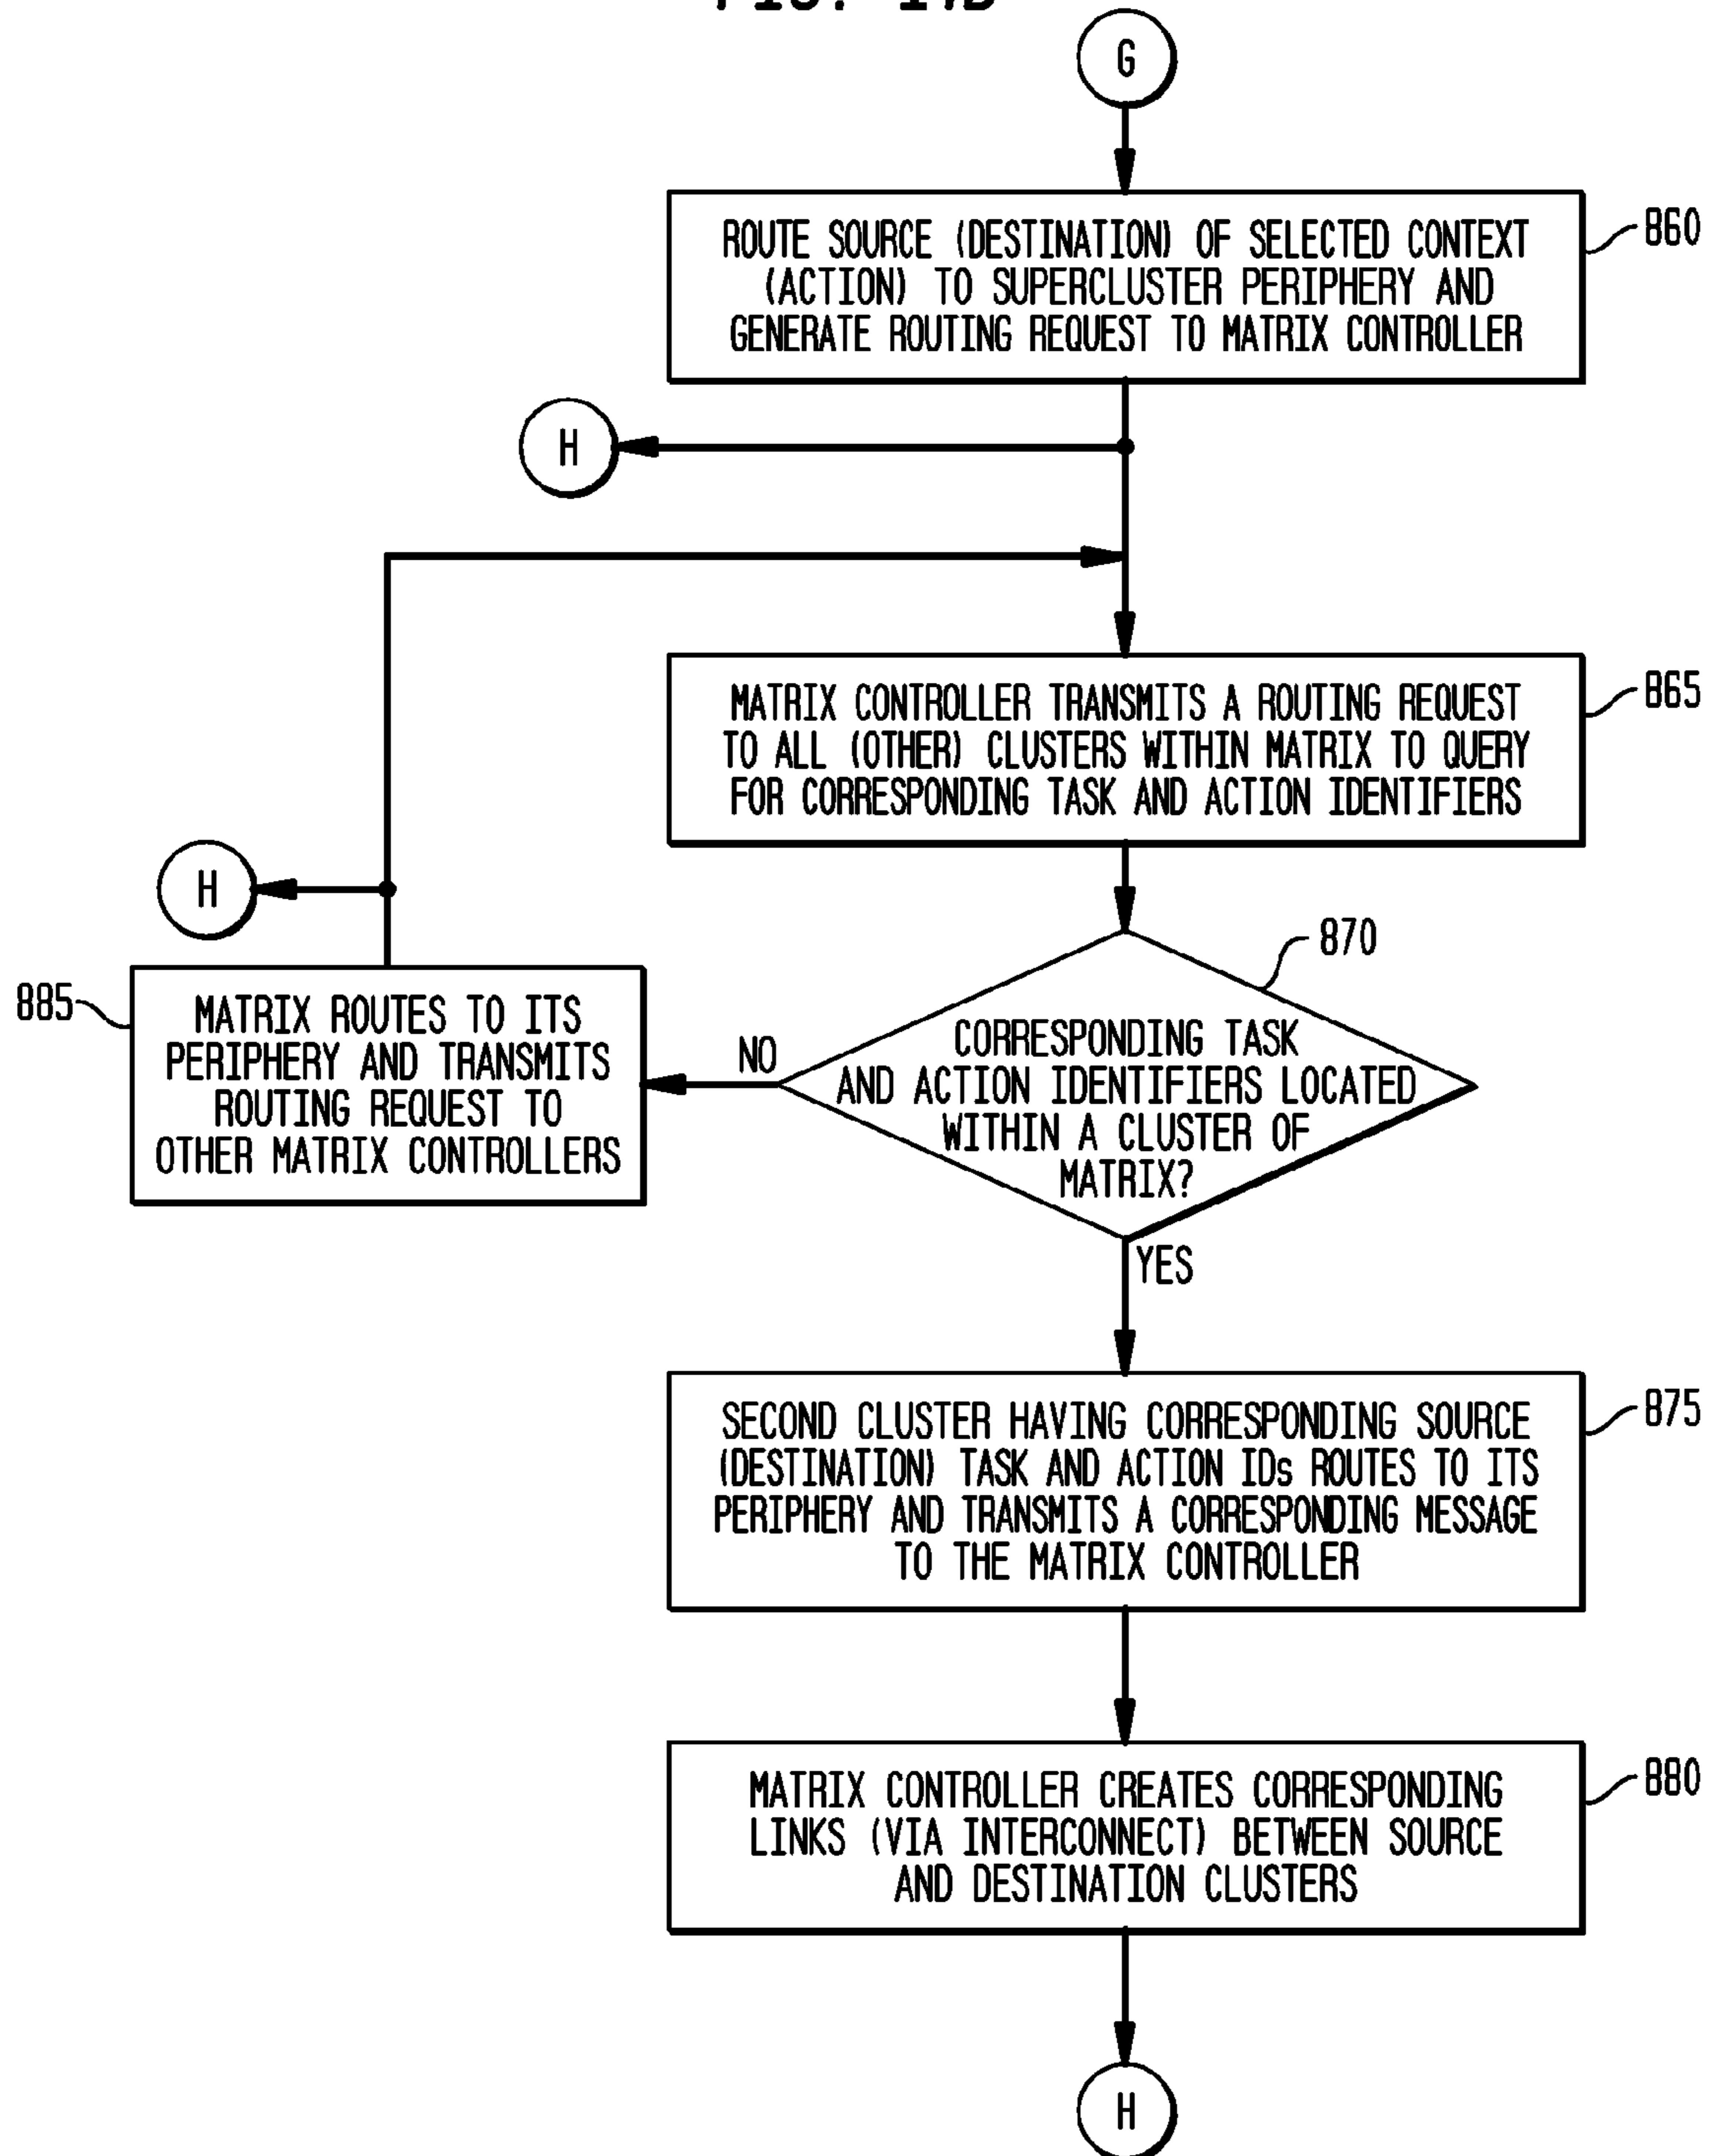 G
ROUTE SOURCE (DESTINATION) OF SELECTED CONTEXT
(ACTION) TO SUPERCLUSTER PERIPHERY AND
GENERATE ROUTING REQUEST TO MATRIX CONTROLLER
860
H
MATRIX CONTROLLER TRANSMITS A ROUTING REQUEST
TO ALL (OTHER) CLUSTERS WITHIN MATRIX TO QUERY
FOR CORRESPONDING TASK AND ACTION IDENTIFIERS
865
H
870
885
MATRIX ROUTES TO ITS
PERIPHERY AND TRANSMITS
ROUTING REQUEST TO
OTHER MATRIX CONTROLLERS
NO
CORRESPONDING TASK
AND ACTION IDENTIFIERS LOCATED
WITHIN A CLUSTER OF
MATRIX?
YES
SECOND CLUSTER HAVING CORRESPONDING SOURCE
(DESTINATION) TASK AND ACTION IDs ROUTES TO ITS
PERIPHERY AND TRANSMITS A CORRESPONDING MESSAGE
TO THE MATRIX CONTROLLER
875
MATRIX CONTROLLER CREATES CORRESPONDING
LINKS (VIA INTERCONNECT) BETWEEN SOURCE
AND DESTINATION CLUSTERS
880
H